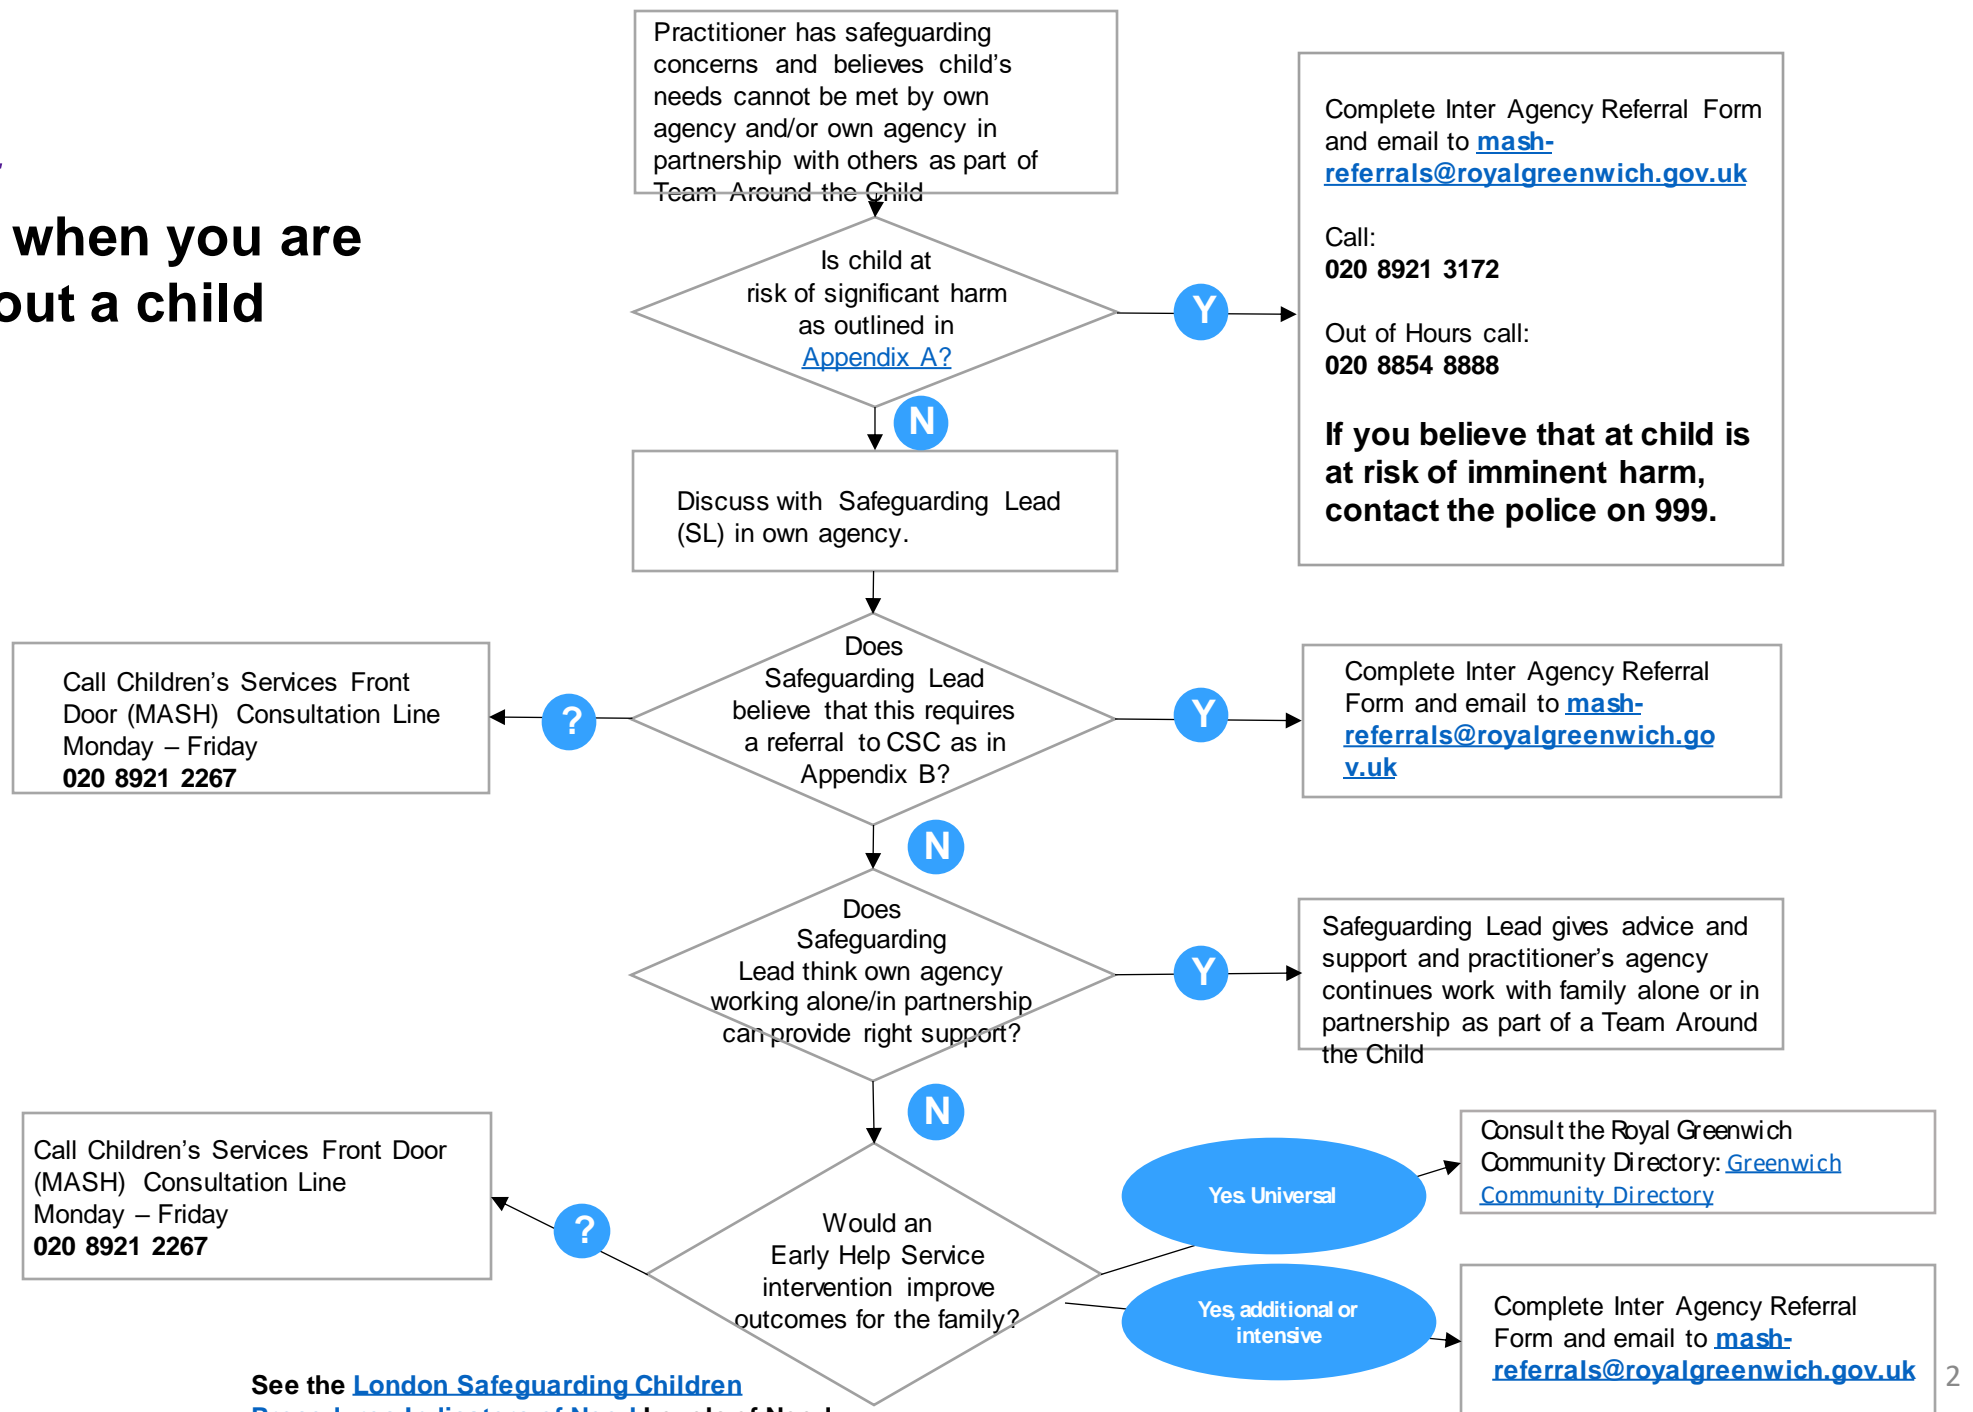 when you are
out a child
Practitioner has safeguarding
concerns and believes child's
needs cannot be met by own
agency and/or own agency in
partnership with others as part of
Team Around the Child
Is child at
risk of significant harm
as outlined in
Appendix A?
Y
Complete Inter Agency Referral Form
and email to mash-
referrals@royalgreenwich.gov.uk
Call:
020 8921 3172
Out of Hours call:
020 8854 8888
If you believe that at child is
at risk of imminent harm,
contact the police on 999.
N
Discuss with Safeguarding Lead
(SL) in own agency.
Does
Safeguarding Lead
believe that this requires
a referral to CSC as in
Appendix B?
?
Call Children's Services Front
Door (MASH) Consultation Line
Monday – Friday
020 8921 2267
Y
Complete Inter Agency Referral
Form and email to mash-
referrals@royalgreenwich.go
v.uk
N
Does
Safeguarding
Lead think own agency
working alone/in partnership
can provide right support?
Y
Safeguarding Lead gives advice and
support and practitioner's agency
continues work with family alone or in
partnership as part of a Team Around
the Child
N
Would an
Early Help Service
intervention improve
outcomes for the family?
?
Call Children's Services Front Door
(MASH) Consultation Line
Monday – Friday
020 8921 2267
Yes. Universal
Consult the Royal Greenwich
Community Directory: Greenwich
Community Directory
Yes, additional or
intensive
Complete Inter Agency Referral
Form and email to mash-
referrals@royalgreenwich.gov.uk
See the London Safeguarding Children
2